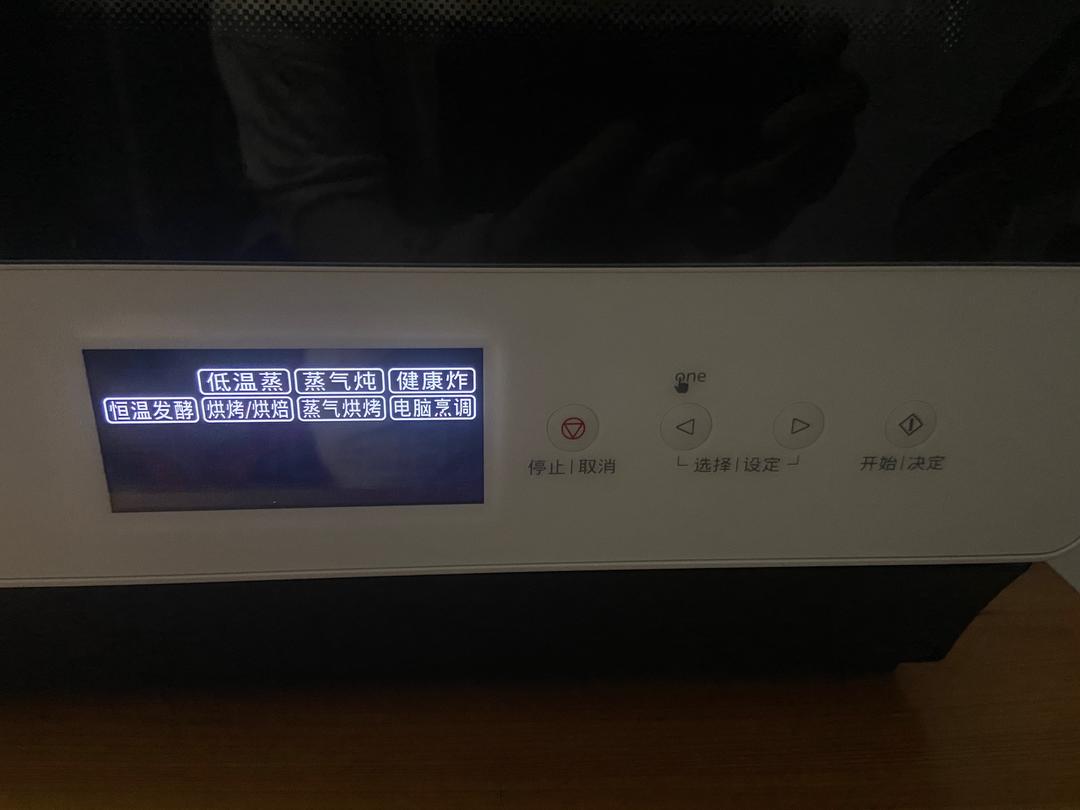 低温蒸 蒸气炖 健康炸
恒温发酵 烘烤/烘焙 蒸气烘烤 电脑烹调
one
停止|取消 选择|设定 开始|决定